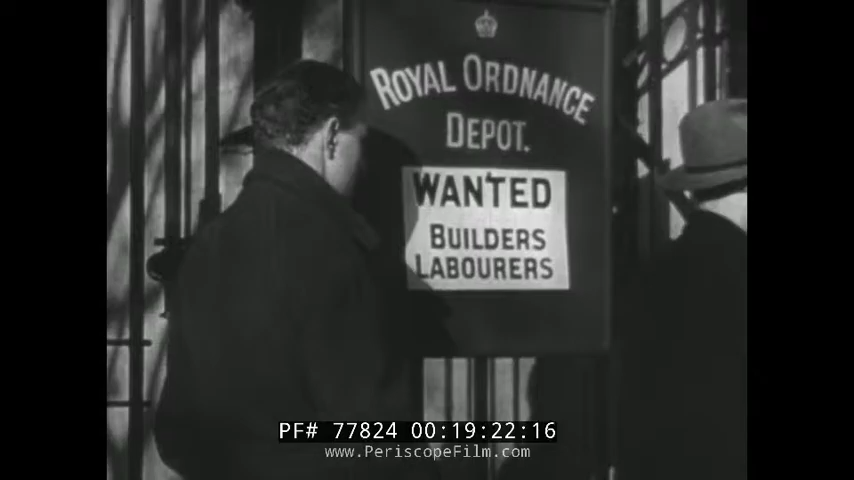 ROYAL ORDNANCE
DEPOT.
WANTED
BUILDERS
LABOURERS
PF# 77824 00:19:22:16
www.PeriscopeFilm.com